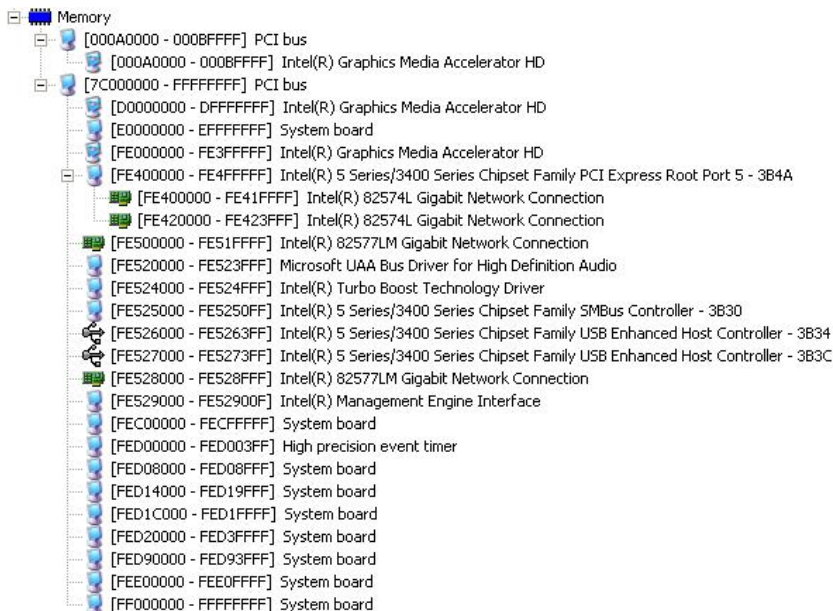 Memory
[000A0000 - 000BFFFF] PCI bus
[000A0000 - 000BFFFF] Intel(R) Graphics Media Accelerator HD
[7C000000 - FFFFFFFF] PCI bus
[D0000000 - DFFFFFFF] Intel(R) Graphics Media Accelerator HD
[E0000000 - EFFFFFFF] System board
[FE000000 - FE3FFFFF] Intel(R) Graphics Media Accelerator HD
[FE400000 - FE4FFFFF] Intel(R) 5 Series/3400 Series Chipset Family PCI Express Root Port 5 - 3B4A
[FE400000 - FE41FFFF] Intel(R) 82574L Gigabit Network Connection
[FE420000 - FE423FFF] Intel(R) 82574L Gigabit Network Connection
[FE500000 - FE51FFFF] Intel(R) 82577LM Gigabit Network Connection
[FE520000 - FE523FFF] Microsoft UAA Bus Driver for High Definition Audio
[FE524000 - FE524FFF] Intel(R) Turbo Boost Technology Driver
[FE525000 - FE5250FF] Intel(R) 5 Series/3400 Series Chipset Family SMBus Controller - 3B30
[FE526000 - FE5263FF] Intel(R) 5 Series/3400 Series Chipset Family USB Enhanced Host Controller - 3B34
[FE527000 - FE5273FF] Intel(R) 5 Series/3400 Series Chipset Family USB Enhanced Host Controller - 3B3C
[FE528000 - FE528FFF] Intel(R) 82577LM Gigabit Network Connection
[FE529000 - FE52900F] Intel(R) Management Engine Interface
[FEC00000 - FECFFFFF] System board
[FED00000 - FED003FF] High precision event timer
[FED08000 - FED08FFF] System board
[FED14000 - FED19FFF] System board
[FED1C000 - FED1FFFF] System board
[FED20000 - FED3FFFF] System board
[FED90000 - FED93FFF] System board
[FEE00000 - FEE0FFFF] System board
[FF000000 - FFFFFFFF] System board